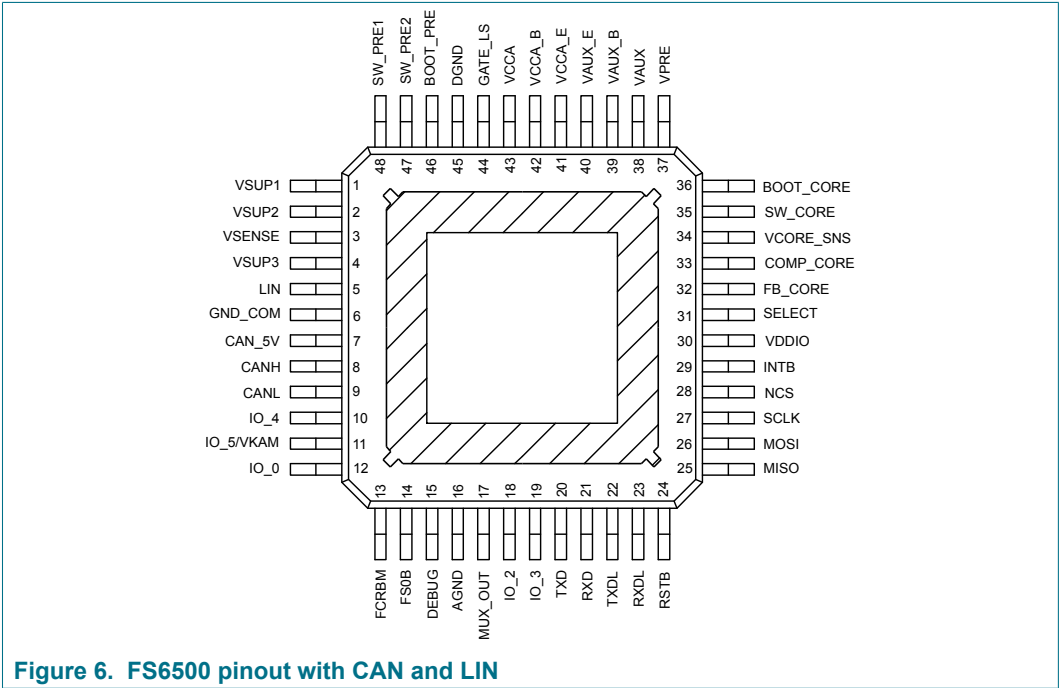 SW_PRE1
SW_PRE2
BOOT_PRE
DGND
GATE_LS
VCCA
VCCA_B
VCCA_E
VAUX_E
VAUX_B
VAUX
VPRE
48
47
46
45
44
43
42
41
40
39
38
37
VSUP1 1
VSUP2 2
VSENSE 3
VSUP3 4
LIN 5
GND_COM 6
CAN_5V 7
CANH 8
CANL 9
IO_4 10
IO_5/VKAM 11
IO_0 12
36 BOOT_CORE
35 SW_CORE
34 VCORE_SNS
33 COMP_CORE
32 FB_CORE
31 SELECT
30 VDDIO
29 INTB
28 NCS
27 SCLK
26 MOSI
25 MISO
13
14
15
16
17
18
19
20
21
22
23
24
FCRBM
FS0B
DEBUG
AGND
MUX_OUT
IO_2
IO_3
TXD
RXD
TXDL
RXDL
RSTB
Figure 6. FS6500 pinout with CAN and LIN